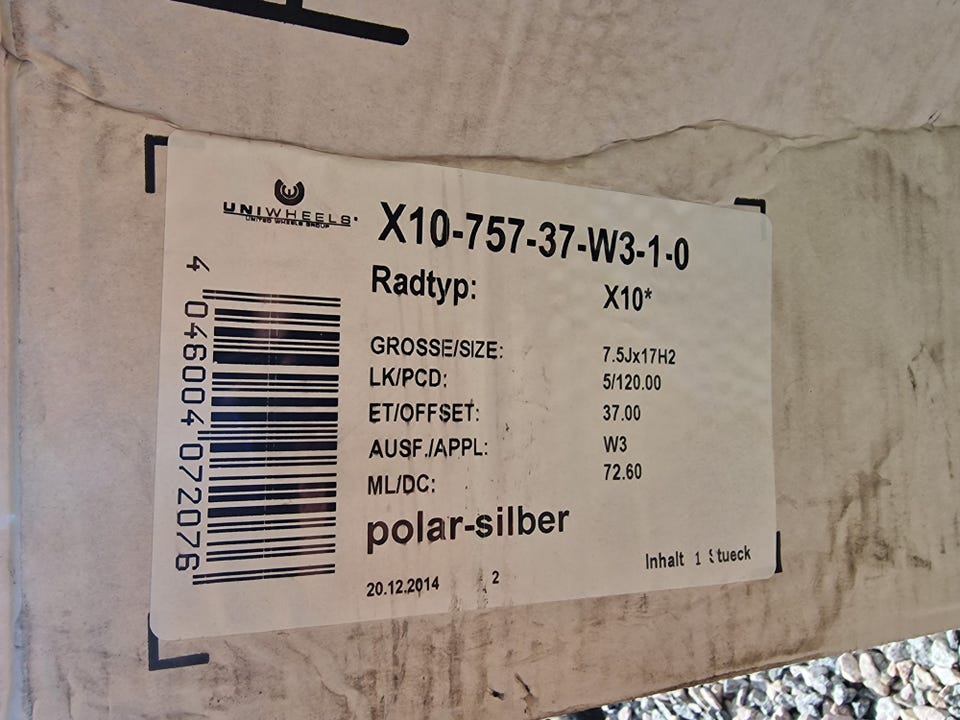 UNIWHEELS
UNITED WHEELS GROUP
X10-757-37-W3-1-0
Radtyp: X10*
GROSSE/SIZE: 7.5Jx17H2
LK/PCD: 5/120.00
ET/OFFSET: 37.00
AUSF./APPL: W3
ML/DC: 72.60
polar-silber
20.12.2014 2
Inhalt 1 Stueck
4 046004 072076